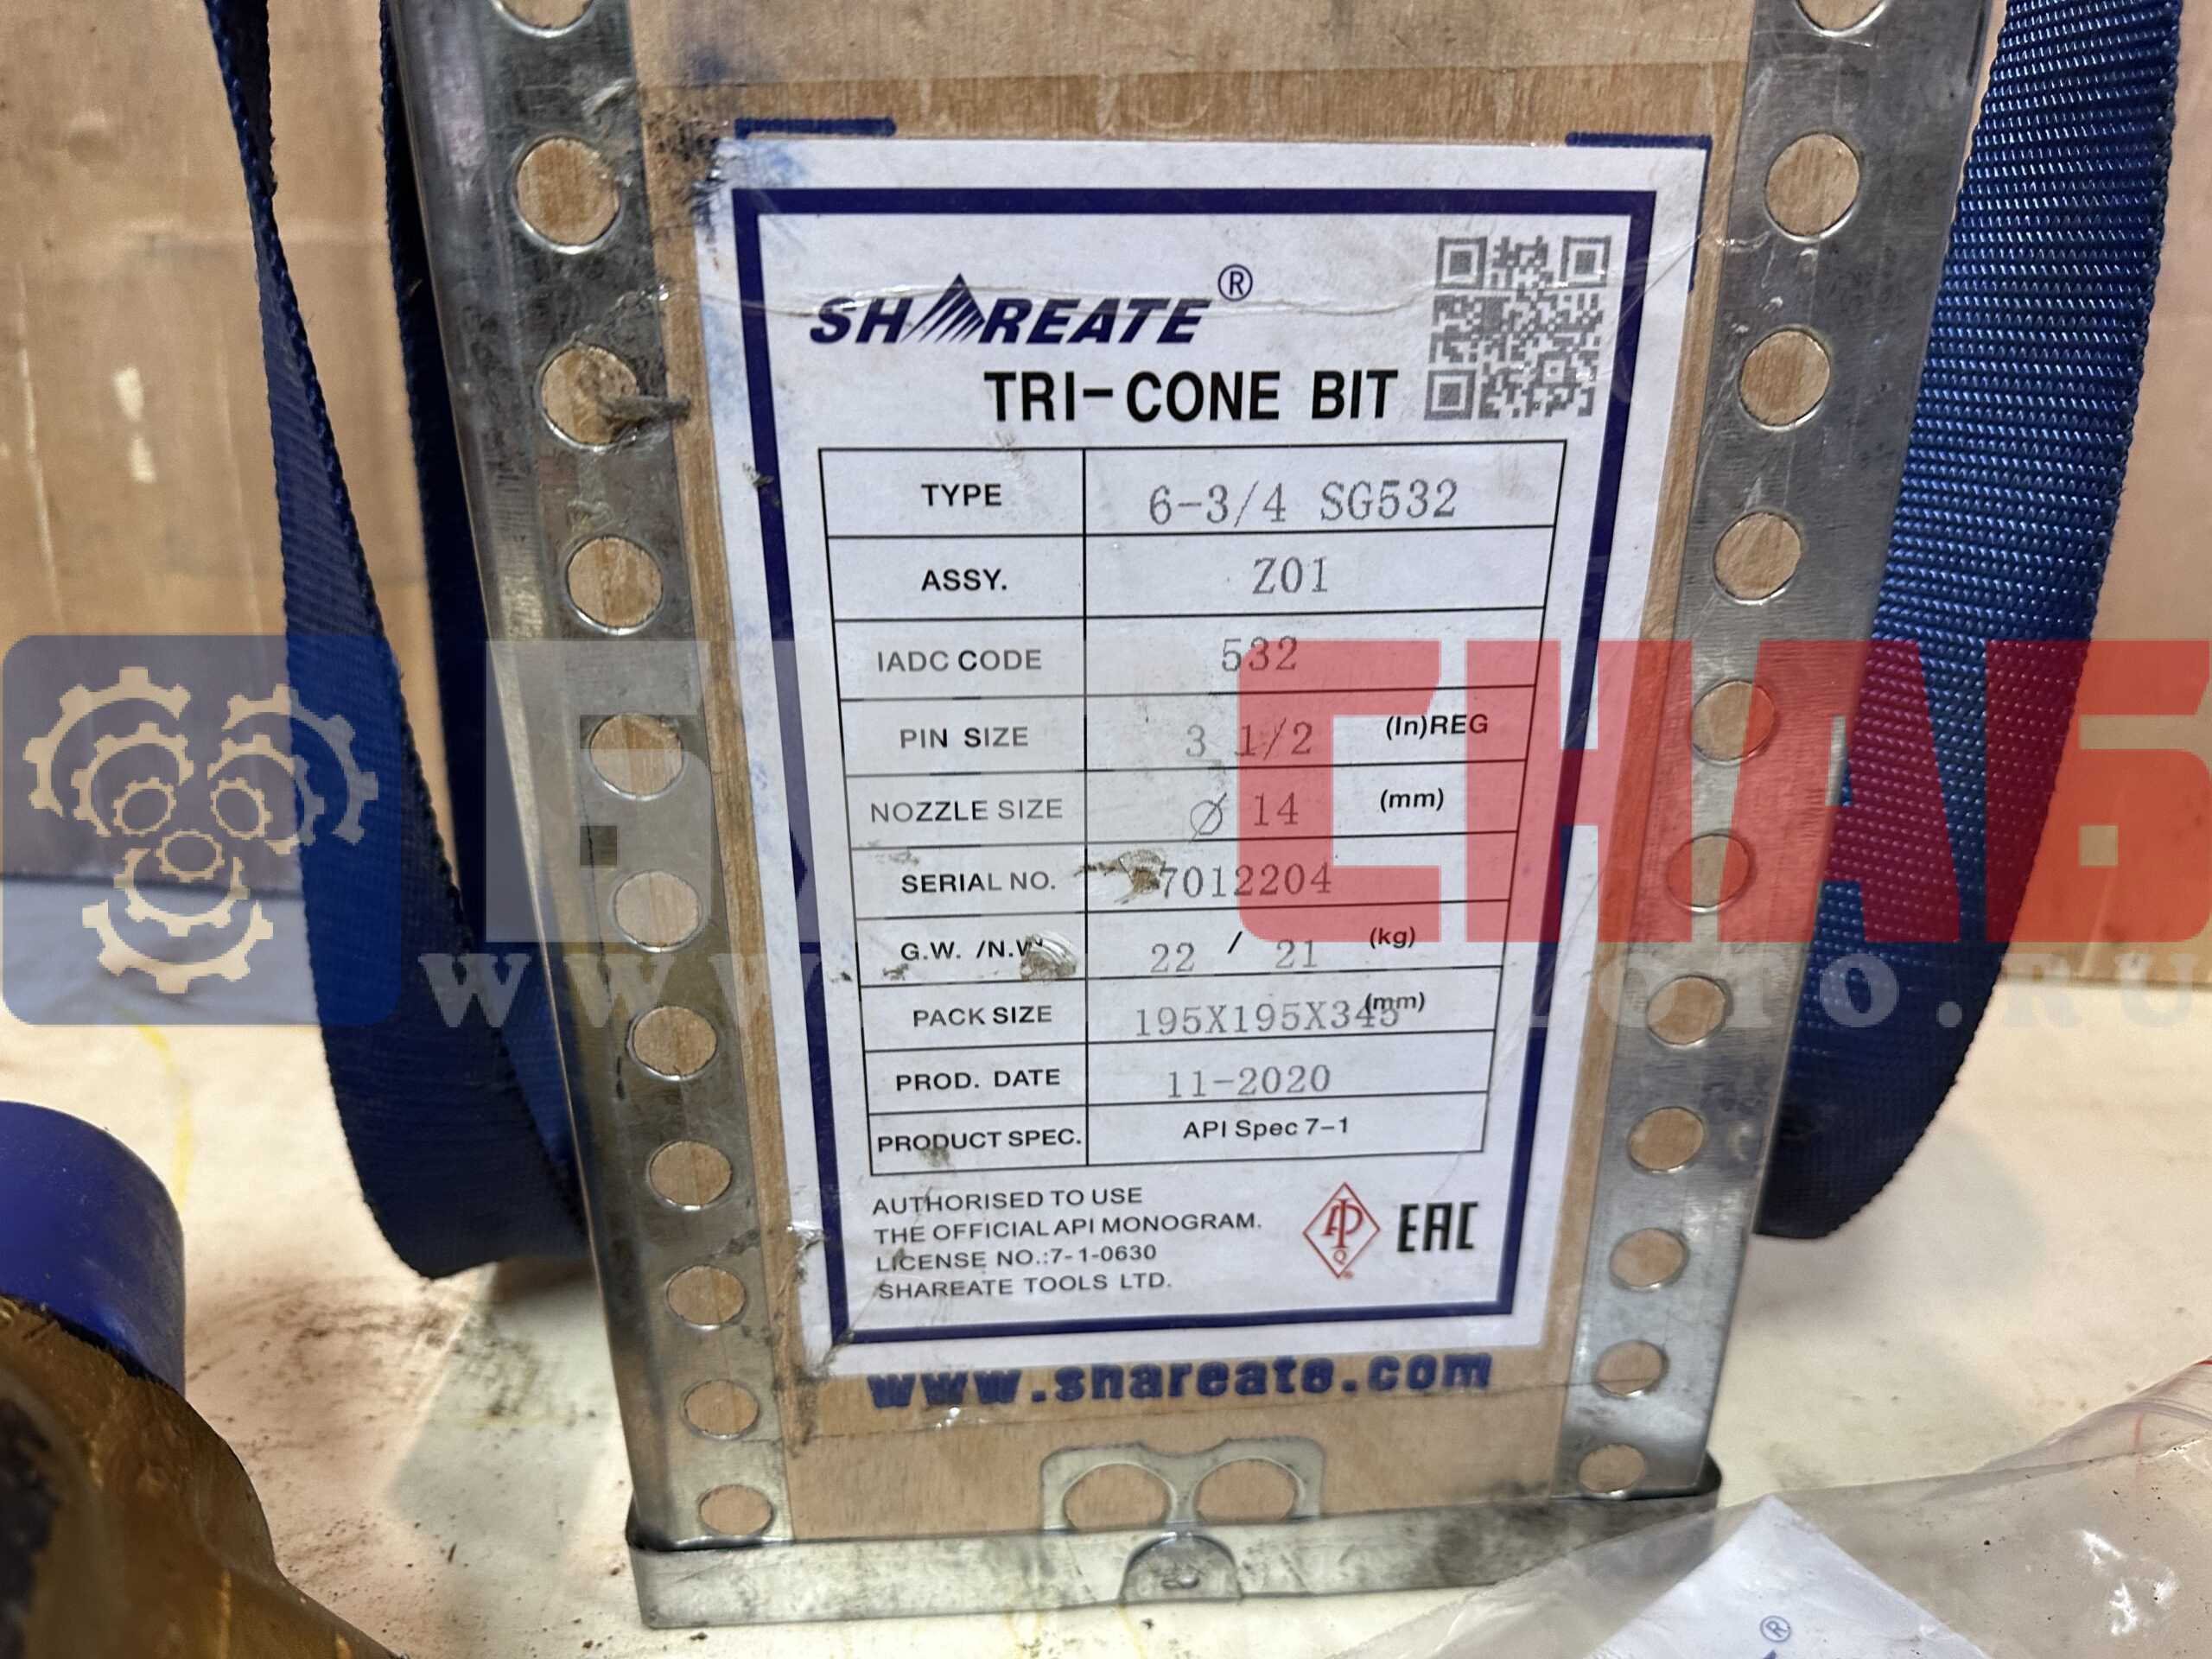 SHAREATE®
TRI-CONE BIT
TYPE 6-3/4 SG532
ASSY. Z01
IADC CODE 532
PIN SIZE 3 1/2 (In)REG
NOZZLE SIZE Ø 14 (mm)
SERIAL NO. 7012204
G.W. /N.W 22 / 21 (kg)
PACK SIZE 195X195X345 (mm)
PROD. DATE 11-2020
PRODUCT SPEC. API Spec 7-1
AUTHORISED TO USE
THE OFFICIAL API MONOGRAM.
LICENSE NO.:7-1-0630
SHAREATE TOOLS LTD.
EAC
www.shareate.com
СНАБ
®